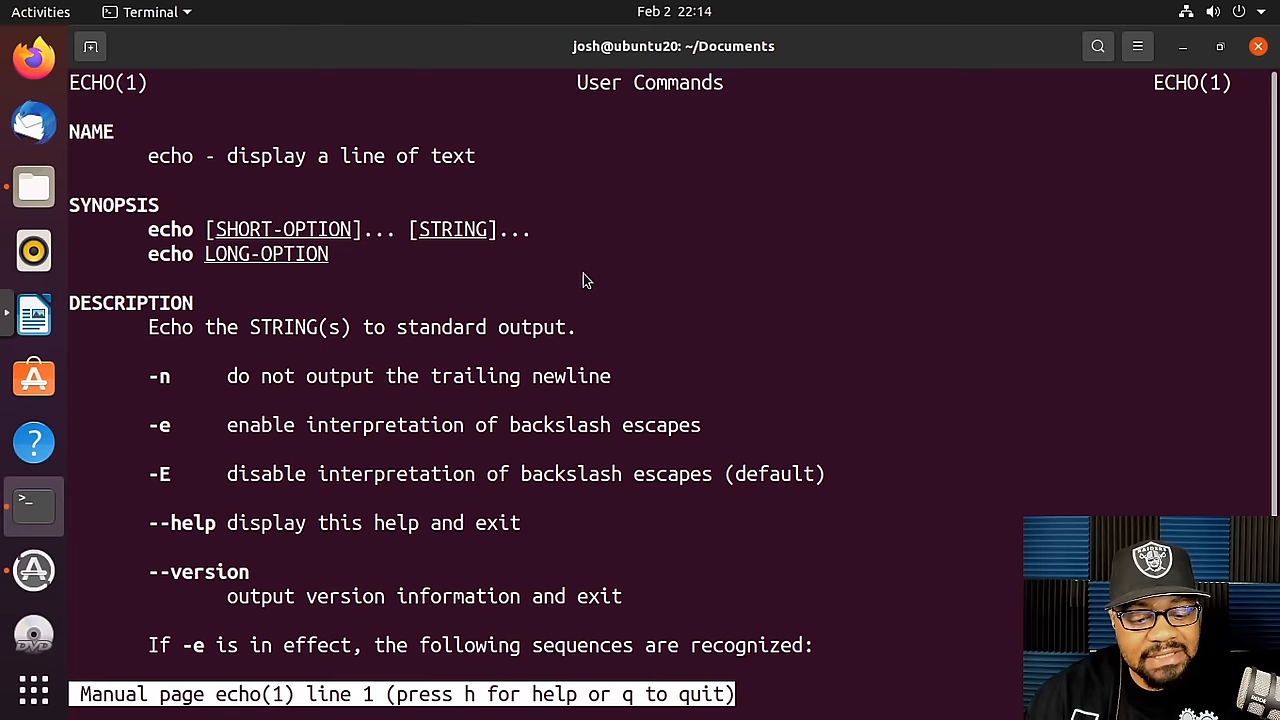 Activities
Terminal
Feb 2 22:14
josh@ubuntu20: ~/Documents
ECHO(1) User Commands ECHO(1)
NAME
echo - display a line of text
SYNOPSIS
echo [SHORT-OPTION]... [STRING]...
echo LONG-OPTION
DESCRIPTION
Echo the STRING(s) to standard output.
-n do not output the trailing newline
-e enable interpretation of backslash escapes
-E disable interpretation of backslash escapes (default)
--help display this help and exit
--version
output version information and exit
If -e is in effect, the following sequences are recognized:
Manual page echo(1) line 1 (press h for help or q to quit)
RAIDERS
DVD